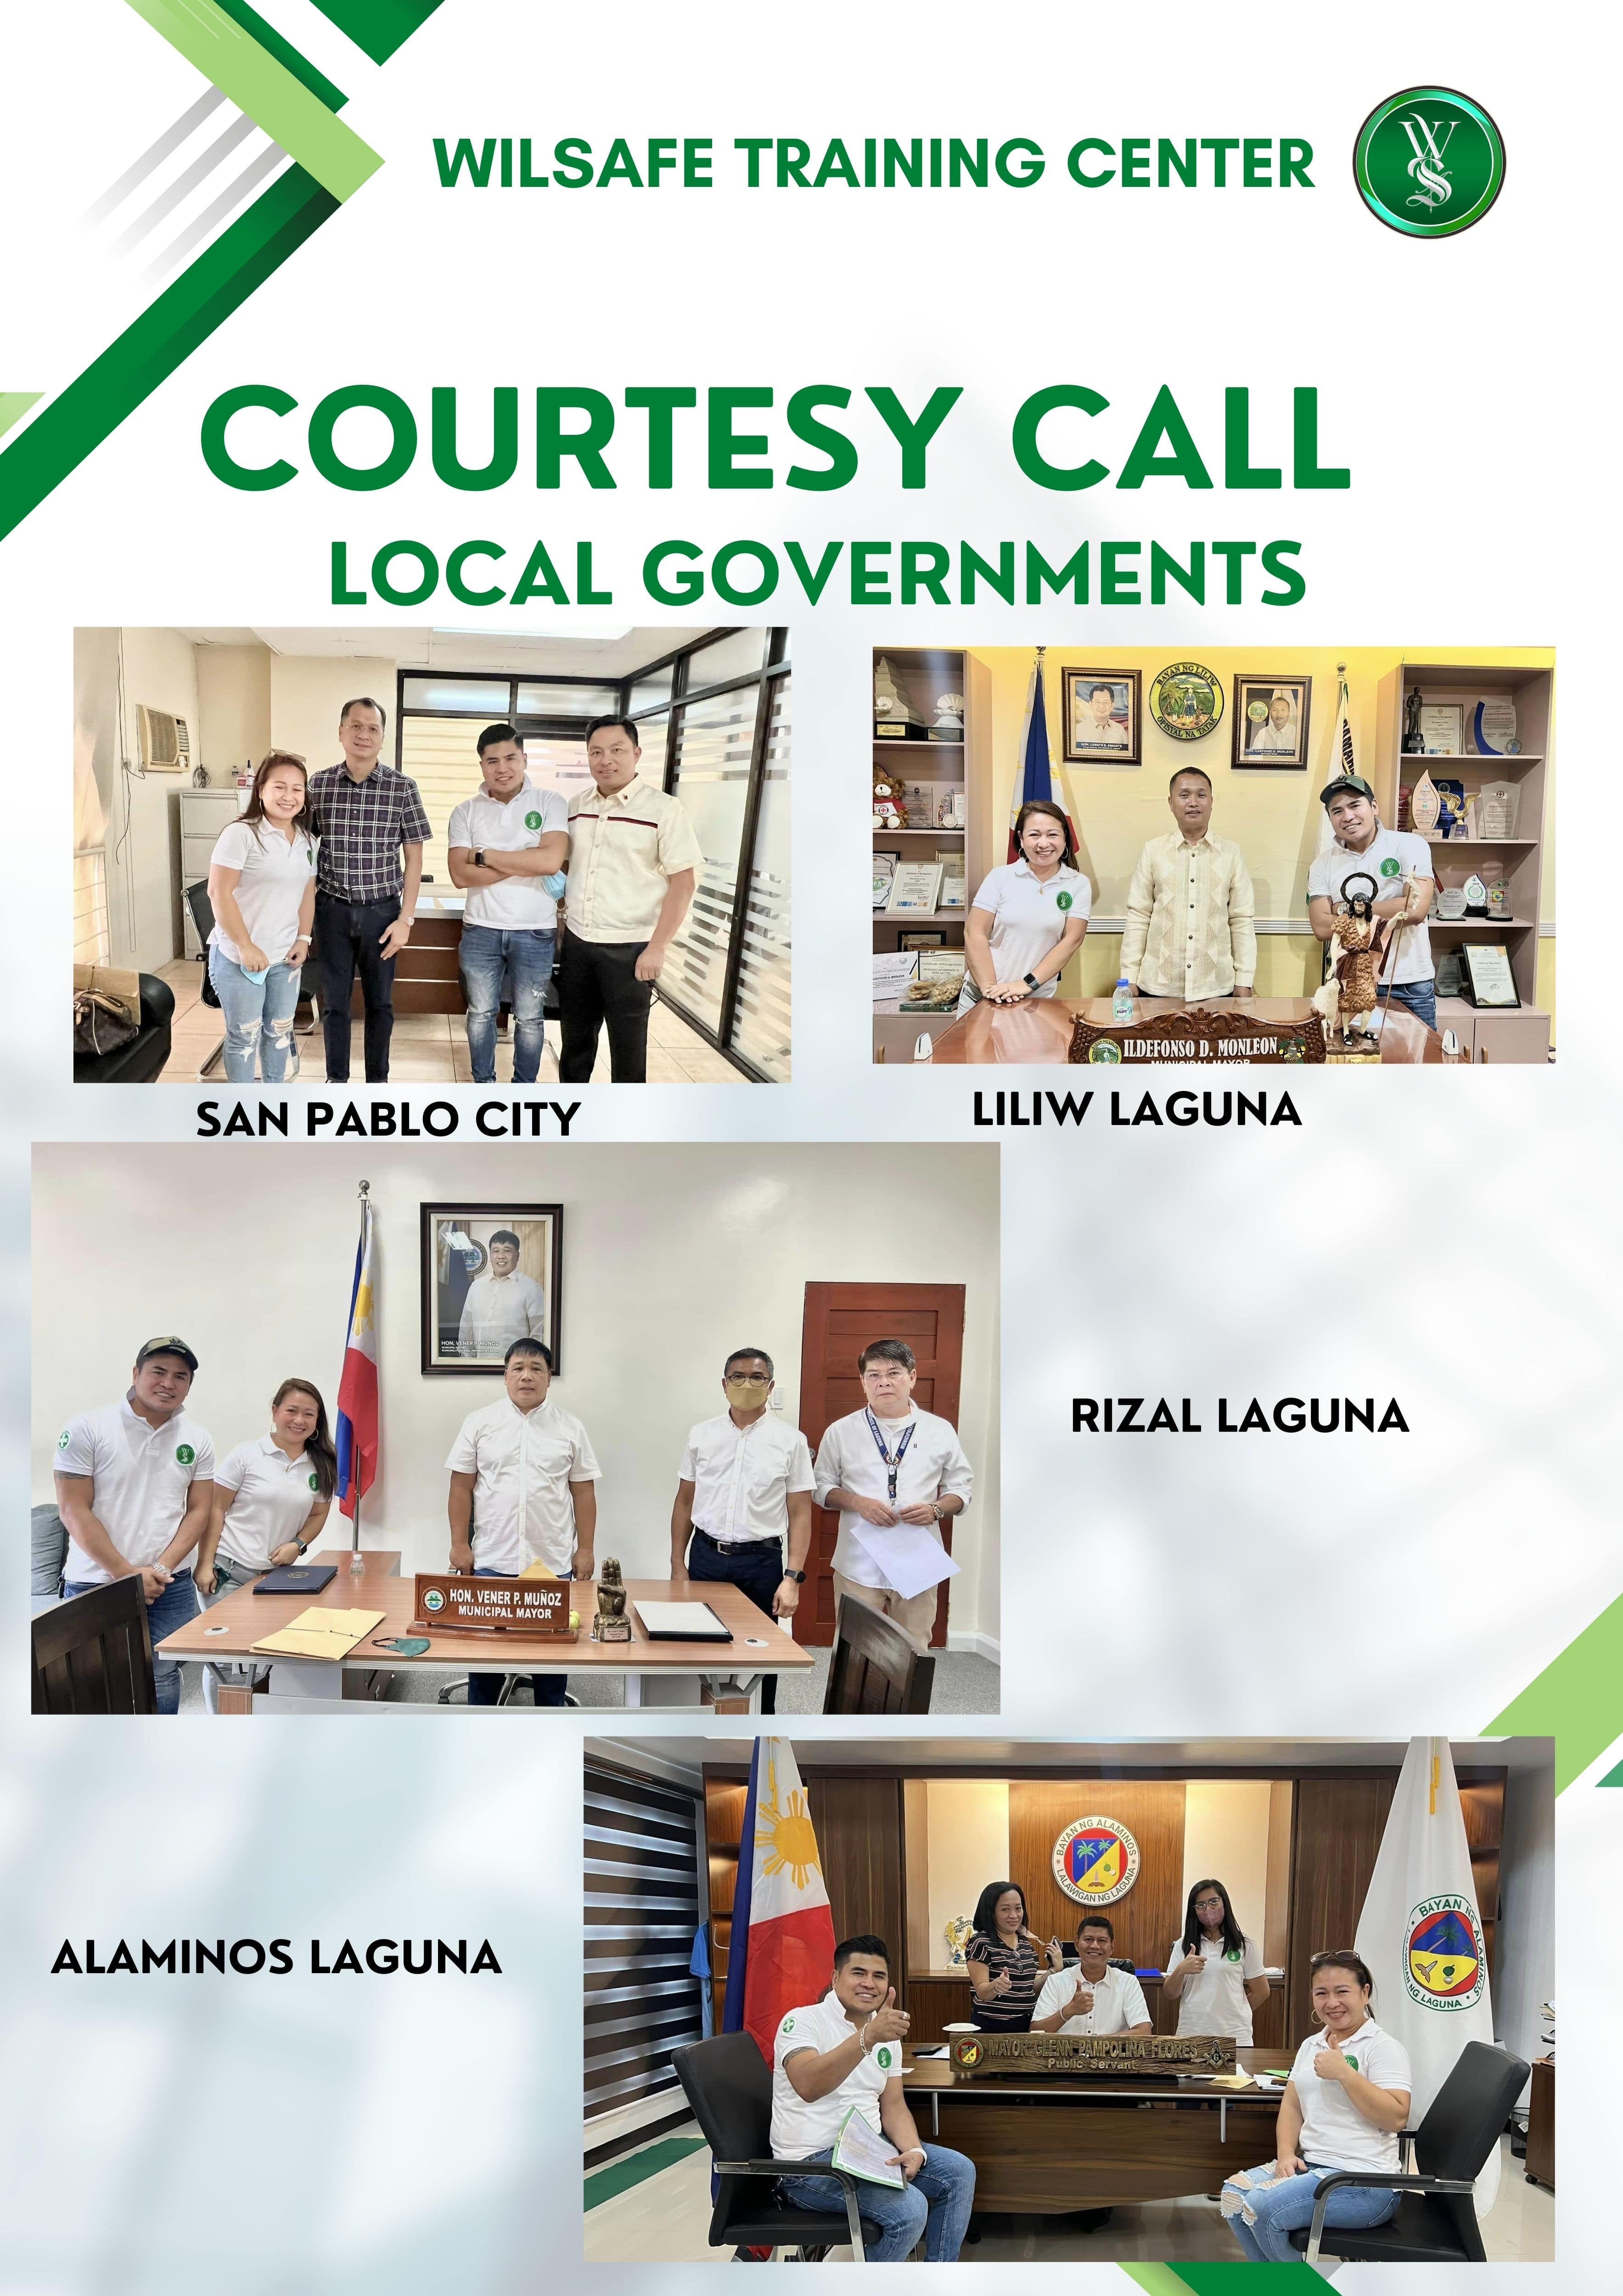 WILSAFE TRAINING CENTER
WS
COURTESY CALL
LOCAL GOVERNMENTS
BAYAN NG LILIW
OPISYAL NA TATAK
ILDEFONSO D. MONLEON
MUNICIPAL MAYOR
SAN PABLO CITY
LILIW LAGUNA
HON. VENER P. MUÑOZ
HON. VENER P. MUÑOZ
MUNICIPAL MAYOR
RIZAL LAGUNA
BAYAN NG ALAMINOS
LALAWIGAN NG LAGUNA
BAYAN NG ALAMINOS
LALAWIGAN NG LAGUNA
MAYOR GLENN PAMPOLINA FLORES
Public Servant
ALAMINOS LAGUNA